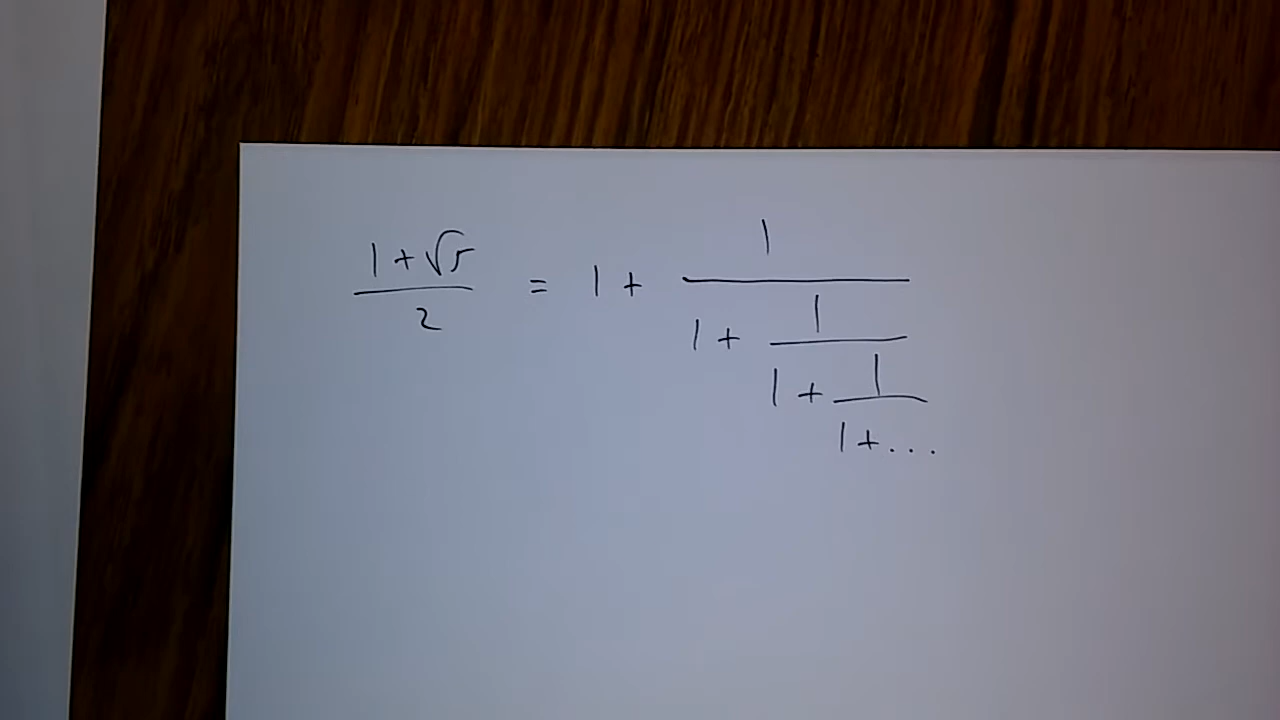 (1+√5)/2 = 1 + 1/(1 + 1/(1 + 1/(1 + ...)))